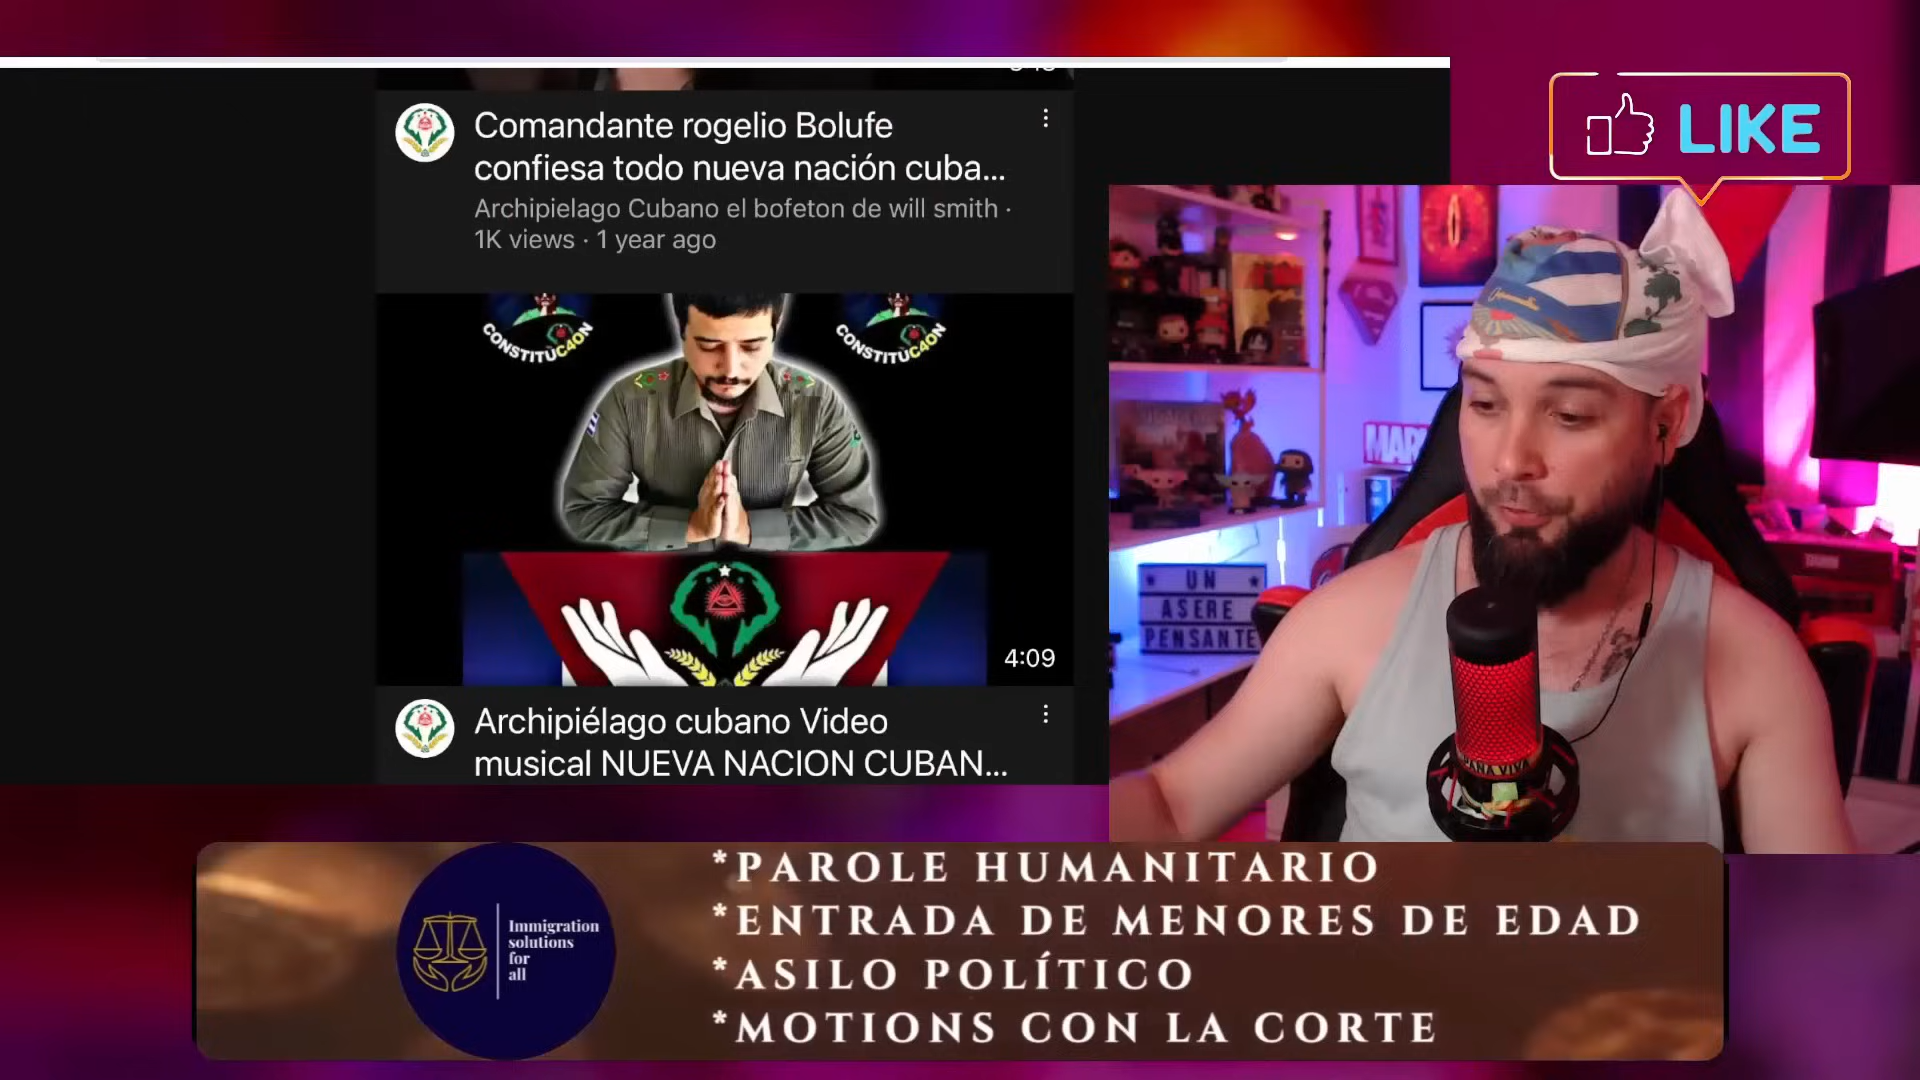 LIKE
Comandante rogelio Bolufe
confiesa todo nueva nación cuba...
Archipielago Cubano el bofeton de will smith ·
1K views · 1 year ago
CONSTITUC4ON
CONSTITUC4ON
4:09
Archipiélago cubano Video
musical NUEVA NACION CUBAN...
UN
ASERE
PENSANTE
MAR
*PAROLE HUMANITARIO
*ENTRADA DE MENORES DE EDAD
*ASILO POLÍTICO
*MOTIONS CON LA CORTE
Immigration
solutions
for
all